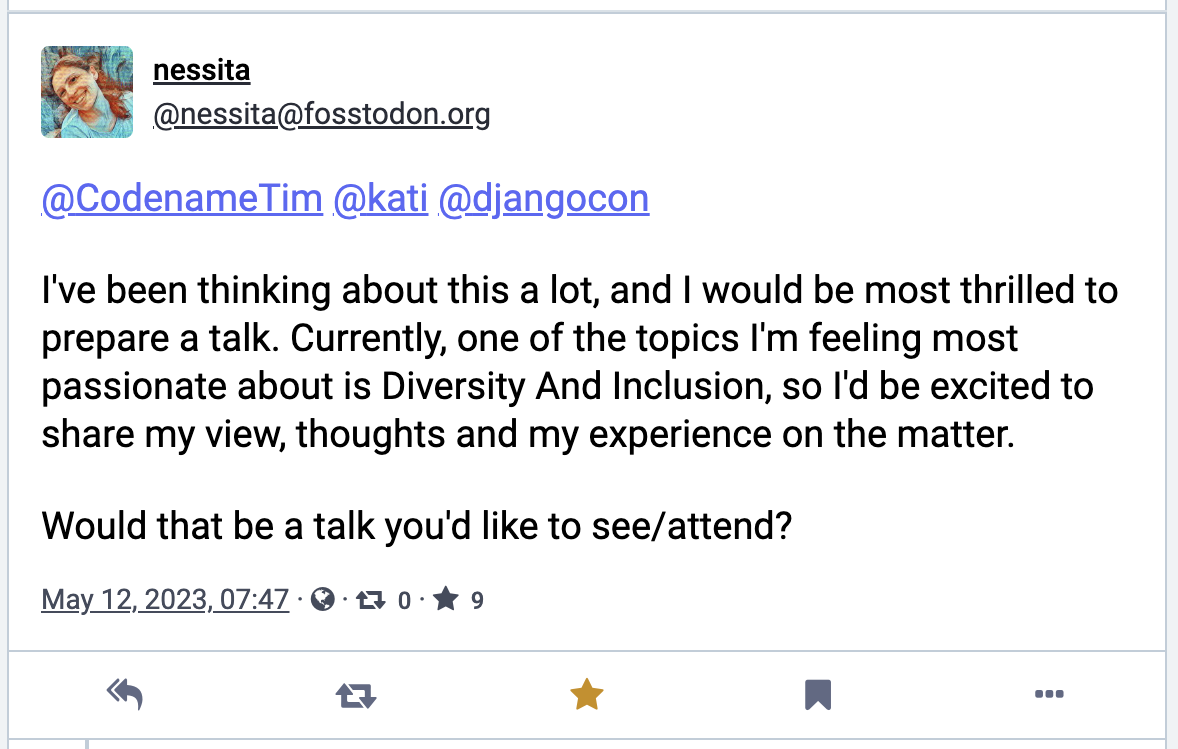 nessita
@nessita@fosstodon.org
@CodenameTim @kati @djangocon
I've been thinking about this a lot, and I would be most thrilled to
prepare a talk. Currently, one of the topics I'm feeling most
passionate about is Diversity And Inclusion, so I'd be excited to
share my view, thoughts and my experience on the matter.
Would that be a talk you'd like to see/attend?
May 12, 2023, 07:47 · · 0 · 9